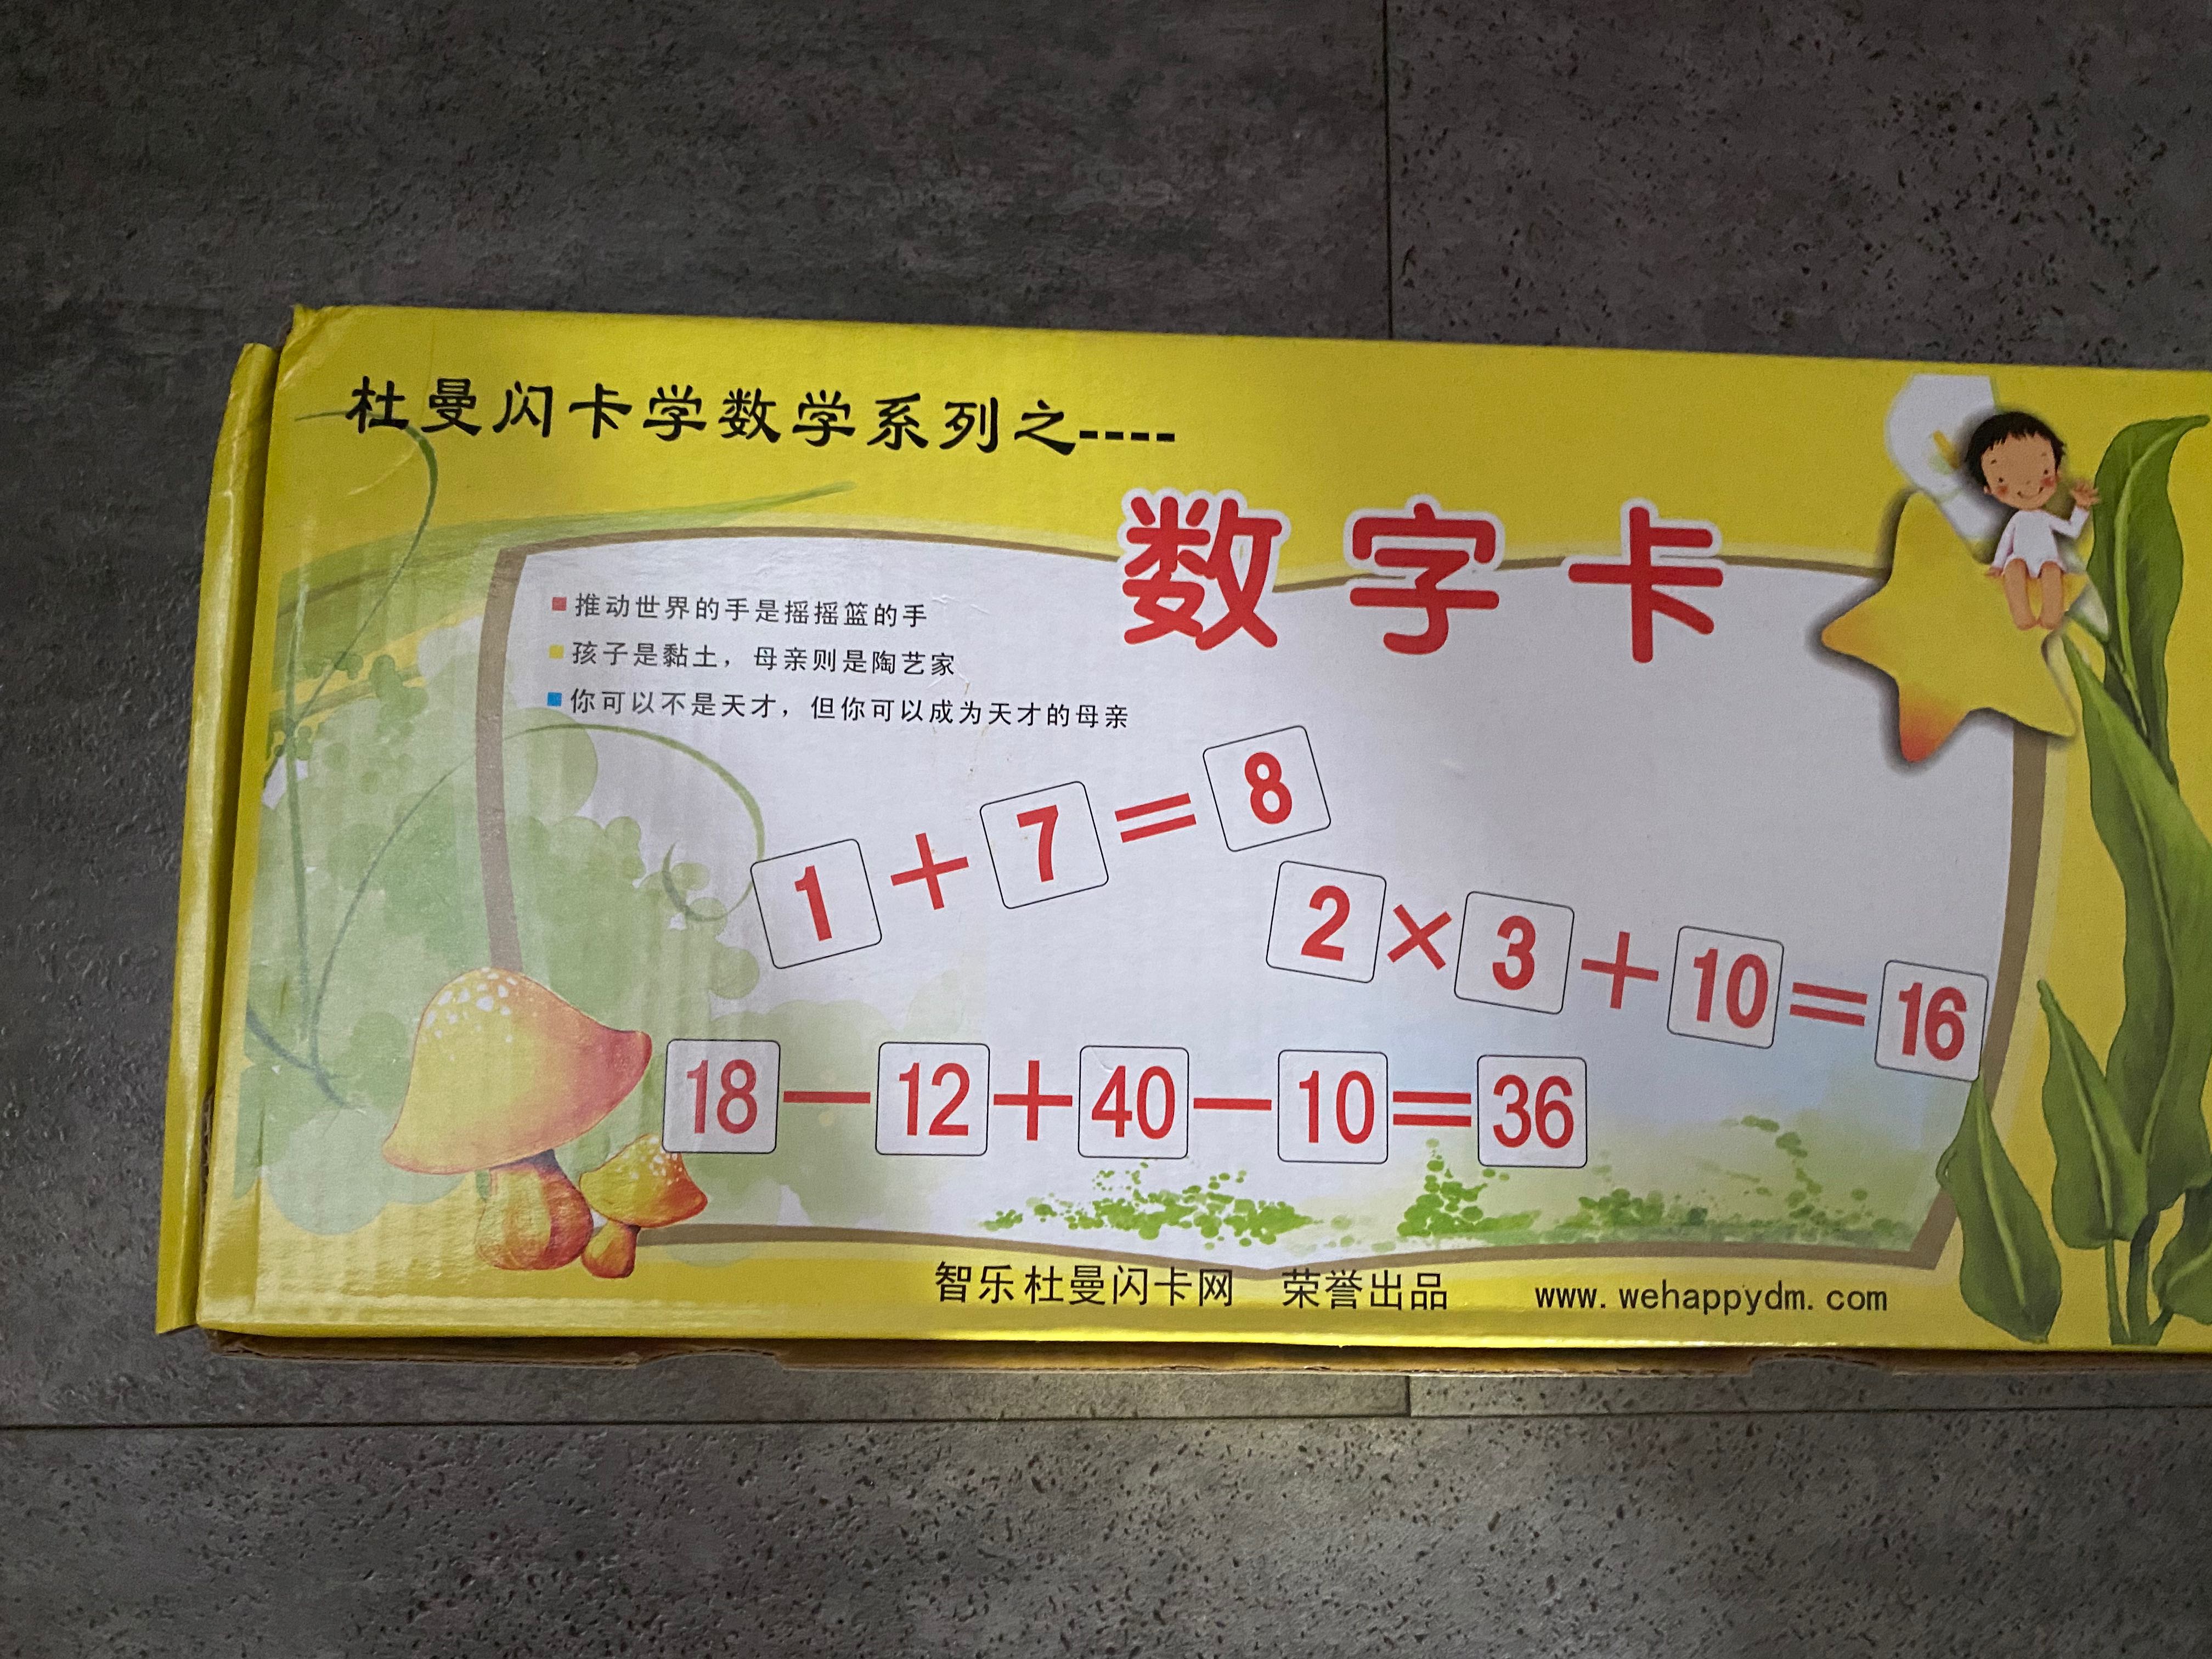 杜曼闪卡学数学系列之----
数字卡
推动世界的手是摇摇篮的手
孩子是黏土，母亲则是陶艺家
你可以不是天才，但你可以成为天才的母亲
1+7=8
2×3+10=16
18-12+40-10=36
智乐杜曼闪卡网 荣誉出品 www.wehappydm.com